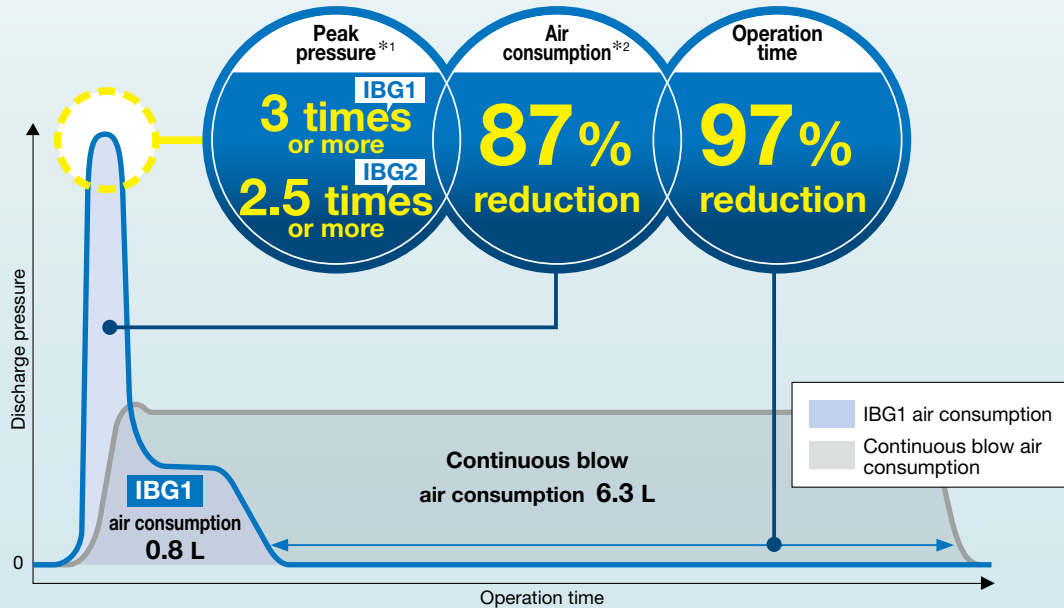 Peak
pressure*1
IBG1
3 times
or more
IBG2
2.5 times
or more
Air
consumption*2
87%
reduction
Operation
time
97%
reduction
Discharge pressure
0
IBG1
air consumption
0.8 L
Continuous blow
air consumption 6.3 L
IBG1 air consumption
Continuous blow air
consumption
Operation time